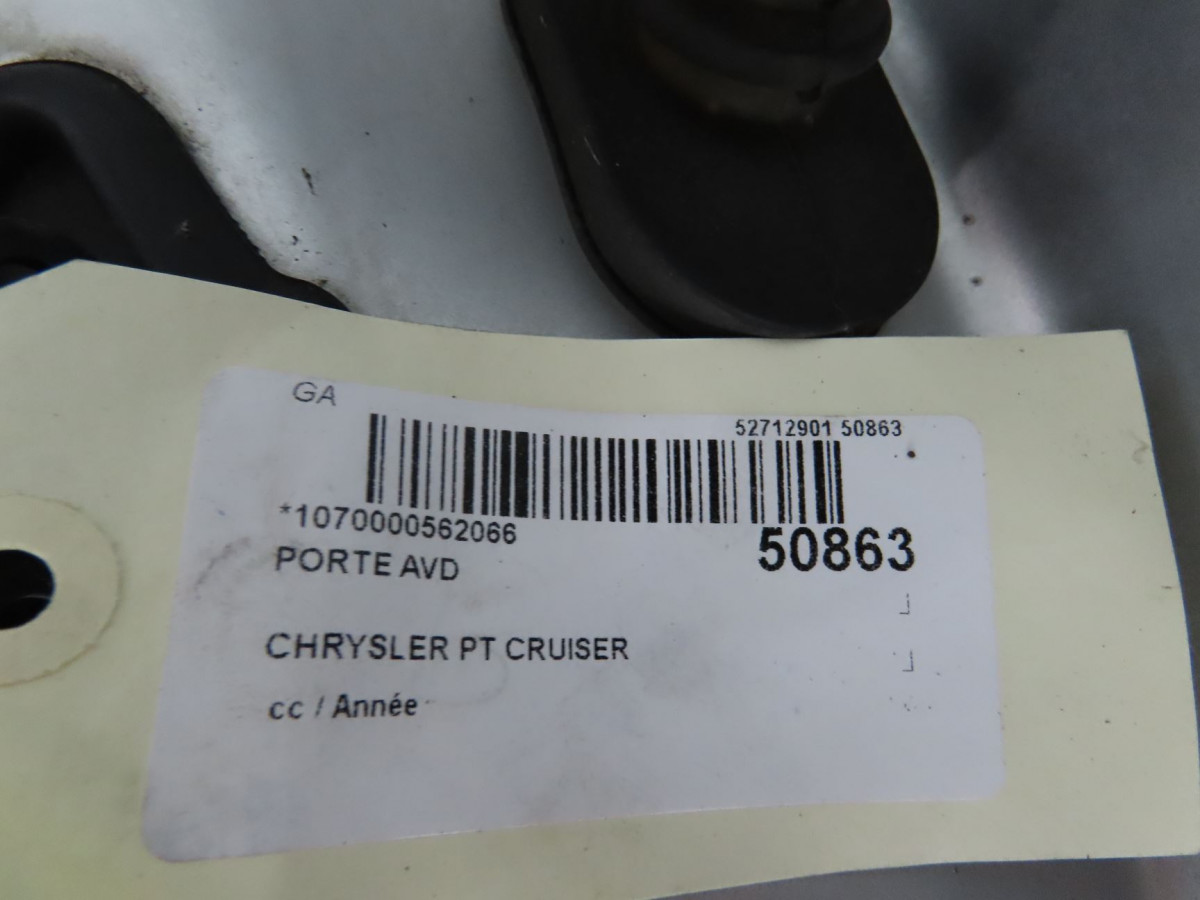 GA
52712901 50863
*1070000562066
50863
PORTE AVD
CHRYSLER PT CRUISER
cc / Année